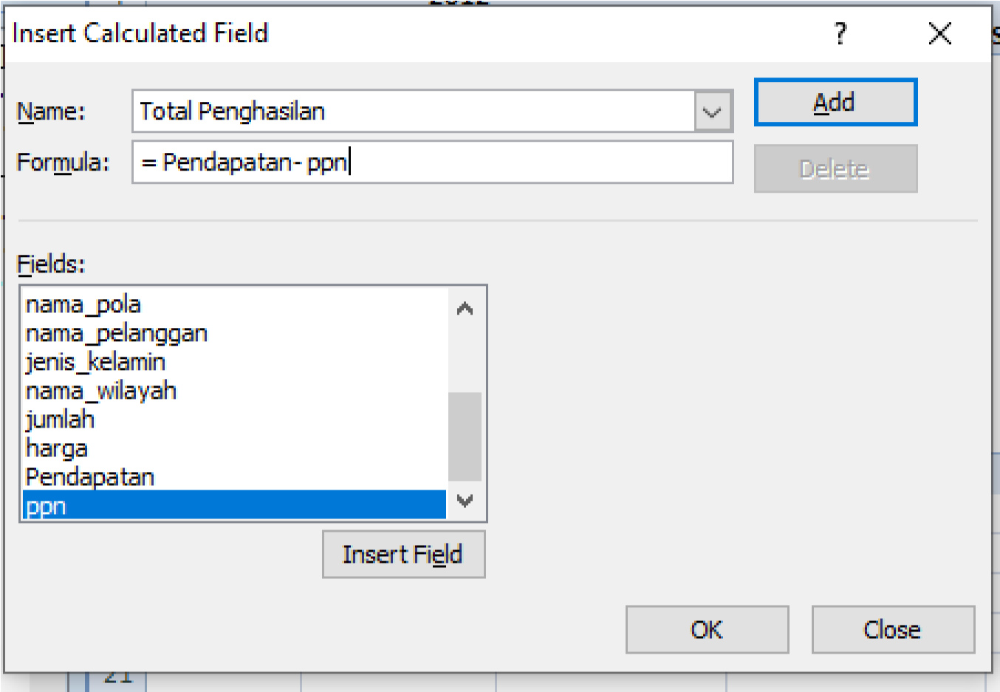 Insert Calculated Field
?
Name: Total Penghasilan
Add
Formula: = Pendapatan- ppn
Delete
Fields:
nama_pola
nama_pelanggan
jenis_kelamin
nama_wilayah
jumlah
harga
Pendapatan
ppn
Insert Field
OK
Close
21